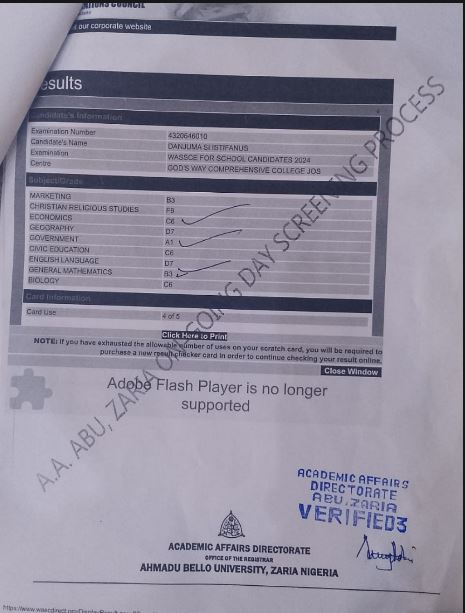 ATIONS COUNCIL
our corporate website
esults
Candidate's Information
Examination Number 4320646010
Candidate's Name DANJUMA SLISTIFANUS
Examination WASSCE FOR SCHOOL CANDIDATES 2024
Centre GOD'S WAY COMPREHENSIVE COLLEGE JOS
Subject/Grade
MARKETING B3
CHRISTIAN RELIGIOUS STUDIES F9
ECONOMICS C6
GEOGRAPHY D7
GOVERNMENT A1
CIVIC EDUCATION C6
ENGLISH LANGUAGE D7
GENERAL MATHEMATICS B3
BIOLOGY C6
Card Information
Card Use 4 of 5
Click Here to Print
NOTE: If you have exhausted the allowable number of uses on your scratch card, you will be required to
purchase a new result checker card in order to continue checking your result online.
Close Window
Adobe Flash Player is no longer
supported
A.A. ABU, ZARIA ON GOING DAY SCREENING PROCESS
ACADEMIC AFFAIRS
DIRECTORATE
ABU, ZARIA
VERIFIED3
ACADEMIC AFFAIRS DIRECTORATE
OFFICE OF THE REGISTRAR
AHMADU BELLO UNIVERSITY, ZARIA NIGERIA